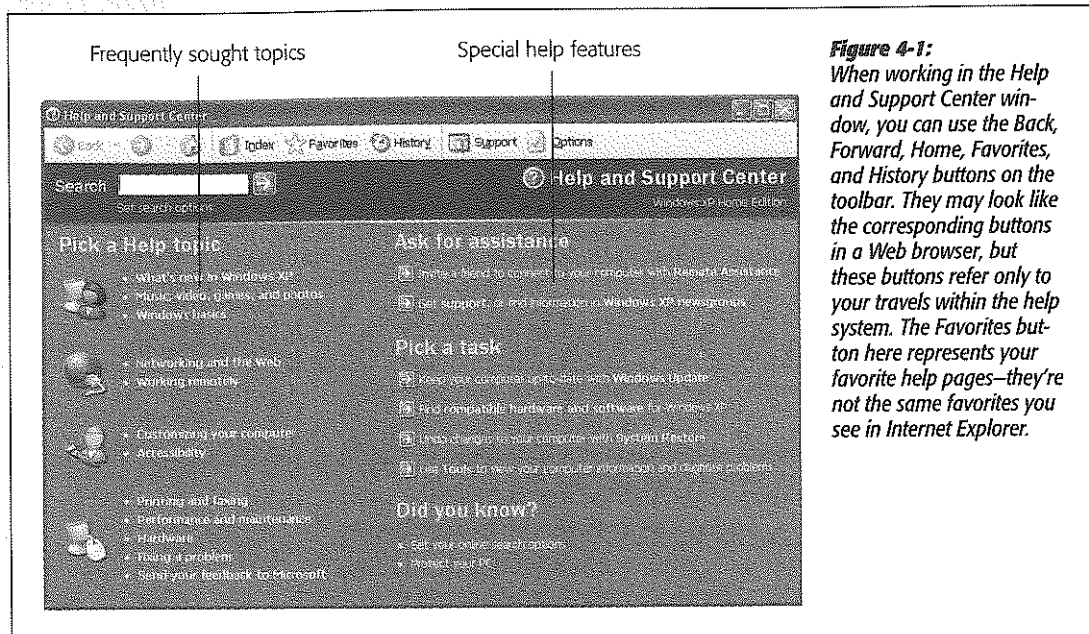 Frequently sought topics
Special help features
Help and Support Center
Back
Index
Favorites
History
Support
Options
Search
Set search options
Help and Support Center
Windows XP Home Edition
Pick a Help topic
What's new in Windows XP
Music, video, games, and photos
Windows basics
Networking and the Web
Working remotely
Customizing your computer
Accessibility
Printing and faxing
Performance and maintenance
Hardware
Fixing a problem
Send your feedback to Microsoft
Ask for assistance
Invite a friend to connect to your computer with Remote Assistance
Get support, or find information in Windows XP newsgroups
Pick a task
Keep your computer up-to-date with Windows Update
Find compatible hardware and software for Windows XP
Undo changes to your computer with System Restore
Use Tools to view your computer information and diagnose problems
Did you know?
Set your online search options
Protect your PC
Figure 4-1:
When working in the Help
and Support Center win-
dow, you can use the Back,
Forward, Home, Favorites,
and History buttons on the
toolbar. They may look like
the corresponding buttons
in a Web browser, but
these buttons refer only to
your travels within the help
system. The Favorites but-
ton here represents your
favorite help pages—they're
not the same favorites you
see in Internet Explorer.